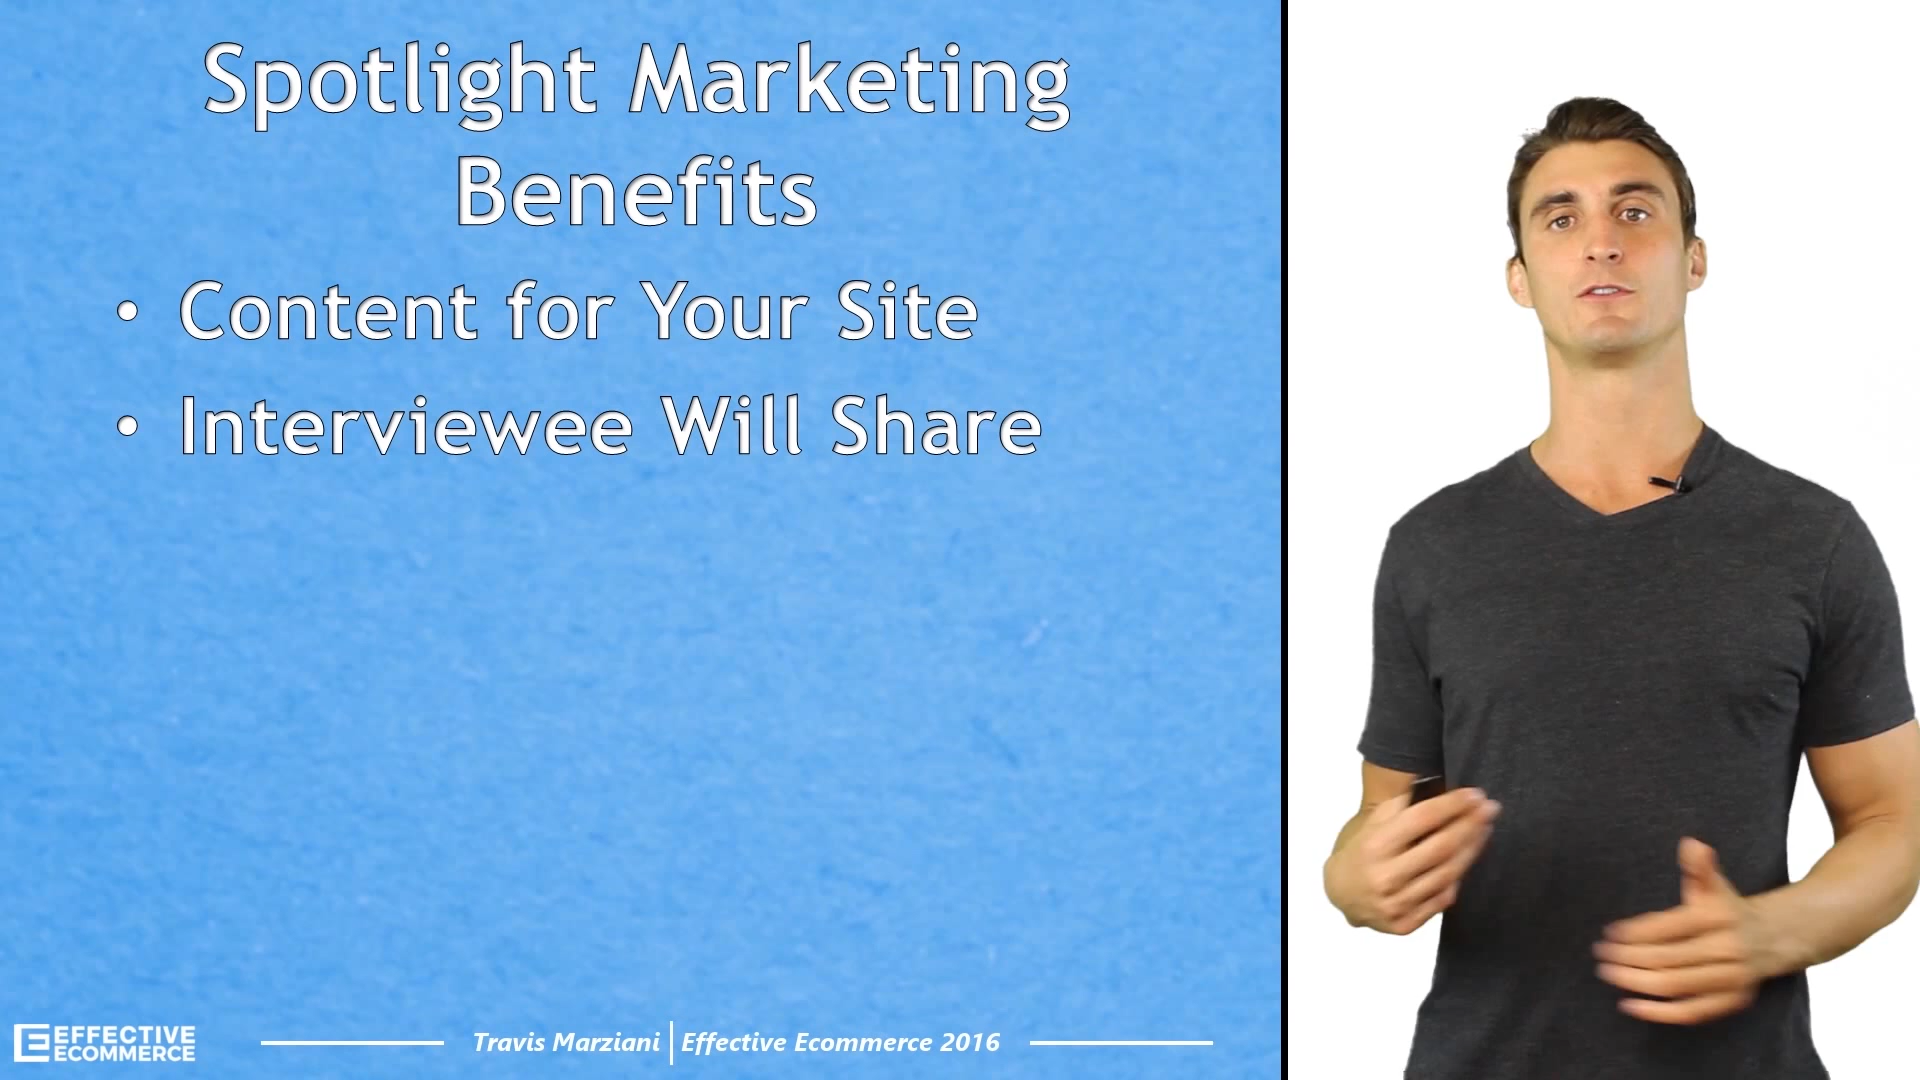 Spotlight Marketing
Benefits
• Content for Your Site
• Interviewee Will Share
EFFECTIVE
ECOMMERCE
Travis Marziani | Effective Ecommerce 2016